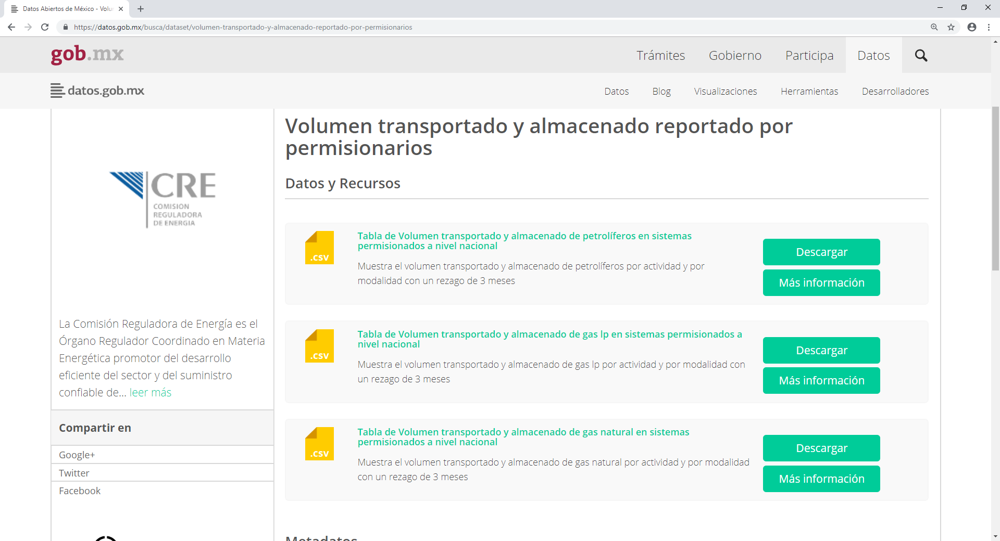 Datos Abiertos de México - Volu
https://datos.gob.mx/busca/dataset/volumen-transportado-y-almacenado-reportado-por-permisionarios
gob.mx
Trámites
Gobierno
Participa
Datos
datos.gob.mx
Datos
Blog
Visualizaciones
Herramientas
Desarrolladores
CRE
COMISION
REGULADORA
DE ENERGIA
La Comisión Reguladora de Energía es el
Órgano Regulador Coordinado en Materia
Energética promotor del desarrollo
eficiente del sector y del suministro
confiable de... leer más
Compartir en
Google+
Twitter
Facebook
Volumen transportado y almacenado reportado por
permisionarios
Datos y Recursos
.csv
Tabla de Volumen transportado y almacenado de petrolíferos en sistemas
permisionados a nivel nacional
Muestra el volumen transportado y almacenado de petrolíferos por actividad y por
modalidad con un rezago de 3 meses
Descargar
Más información
.csv
Tabla de Volumen transportado y almacenado de gas lp en sistemas permisionados a
nivel nacional
Muestra el volumen transportado y almacenado de gas lp por actividad y por modalidad con
un rezago de 3 meses
Descargar
Más información
.csv
Tabla de Volumen transportado y almacenado de gas natural en sistemas
permisionados a nivel nacional
Muestra el volumen transportado y almacenado de gas natural por actividad y por modalidad
con un rezago de 3 meses
Descargar
Más información
Metadatos